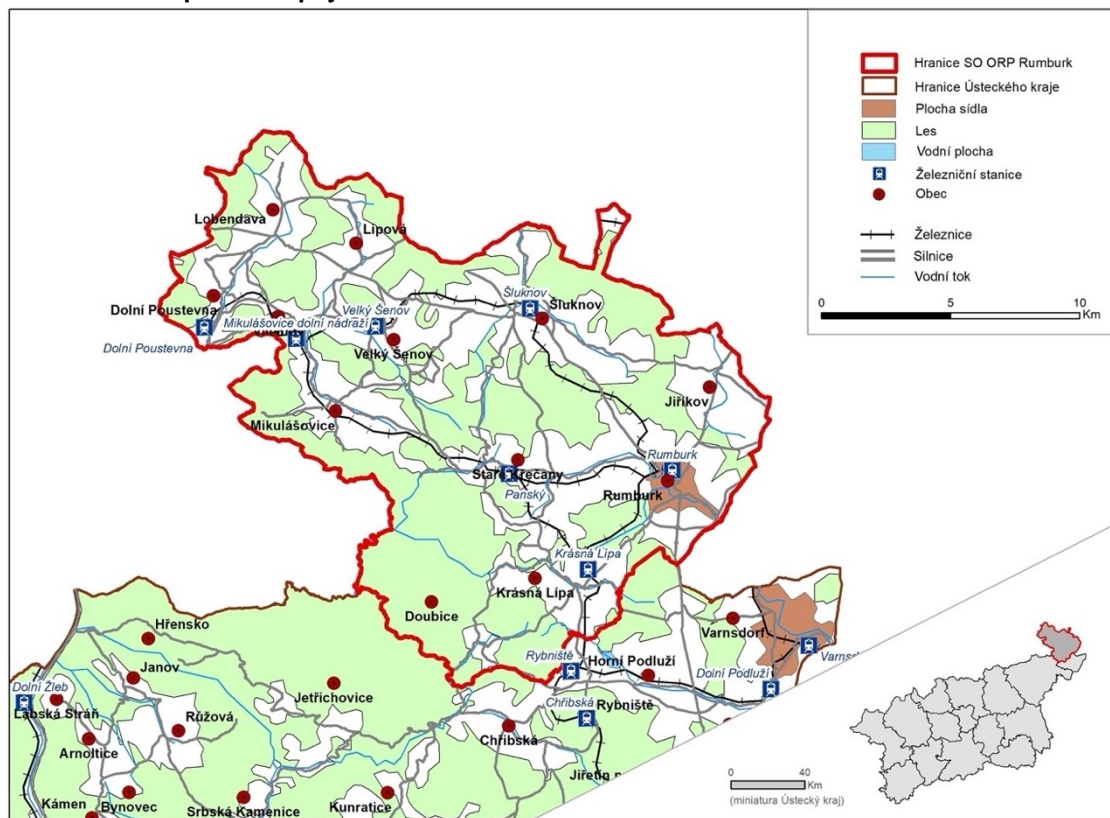 Hranice SO ORP Rumburk
Hranice Ústeckého kraje
Plocha sídla
Les
Vodní plocha
Železniční stanice
Obec
Železnice
Silnice
Vodní tok
0 5 10
Km
Lobendava
Lipová
Dolní Poustevna
Mikulášovice dolní nádraží
Velký Šenov
Šluknov
Šluknov
Dolní Poustevna
Velký Šenov
Jiříkov
Mikulášovice
Rumburk
Staré Křečany
Panský
Rumburk
Krásná Lípa
Krásná Lípa
Doubice
Hřensko
Varnsdorf
Janov
Rybniště
Horní Podluží
Dolní Podluží
Dolní Žleb
Jetřichovice
Labská Stráň
Růžová
Chřibská
Rybniště
Chřibská
Arnoltice
Kámen
Bynovec
Srbská Kamenice
Kunratice
0 40
Km
(miniatura Ústecký kraj)